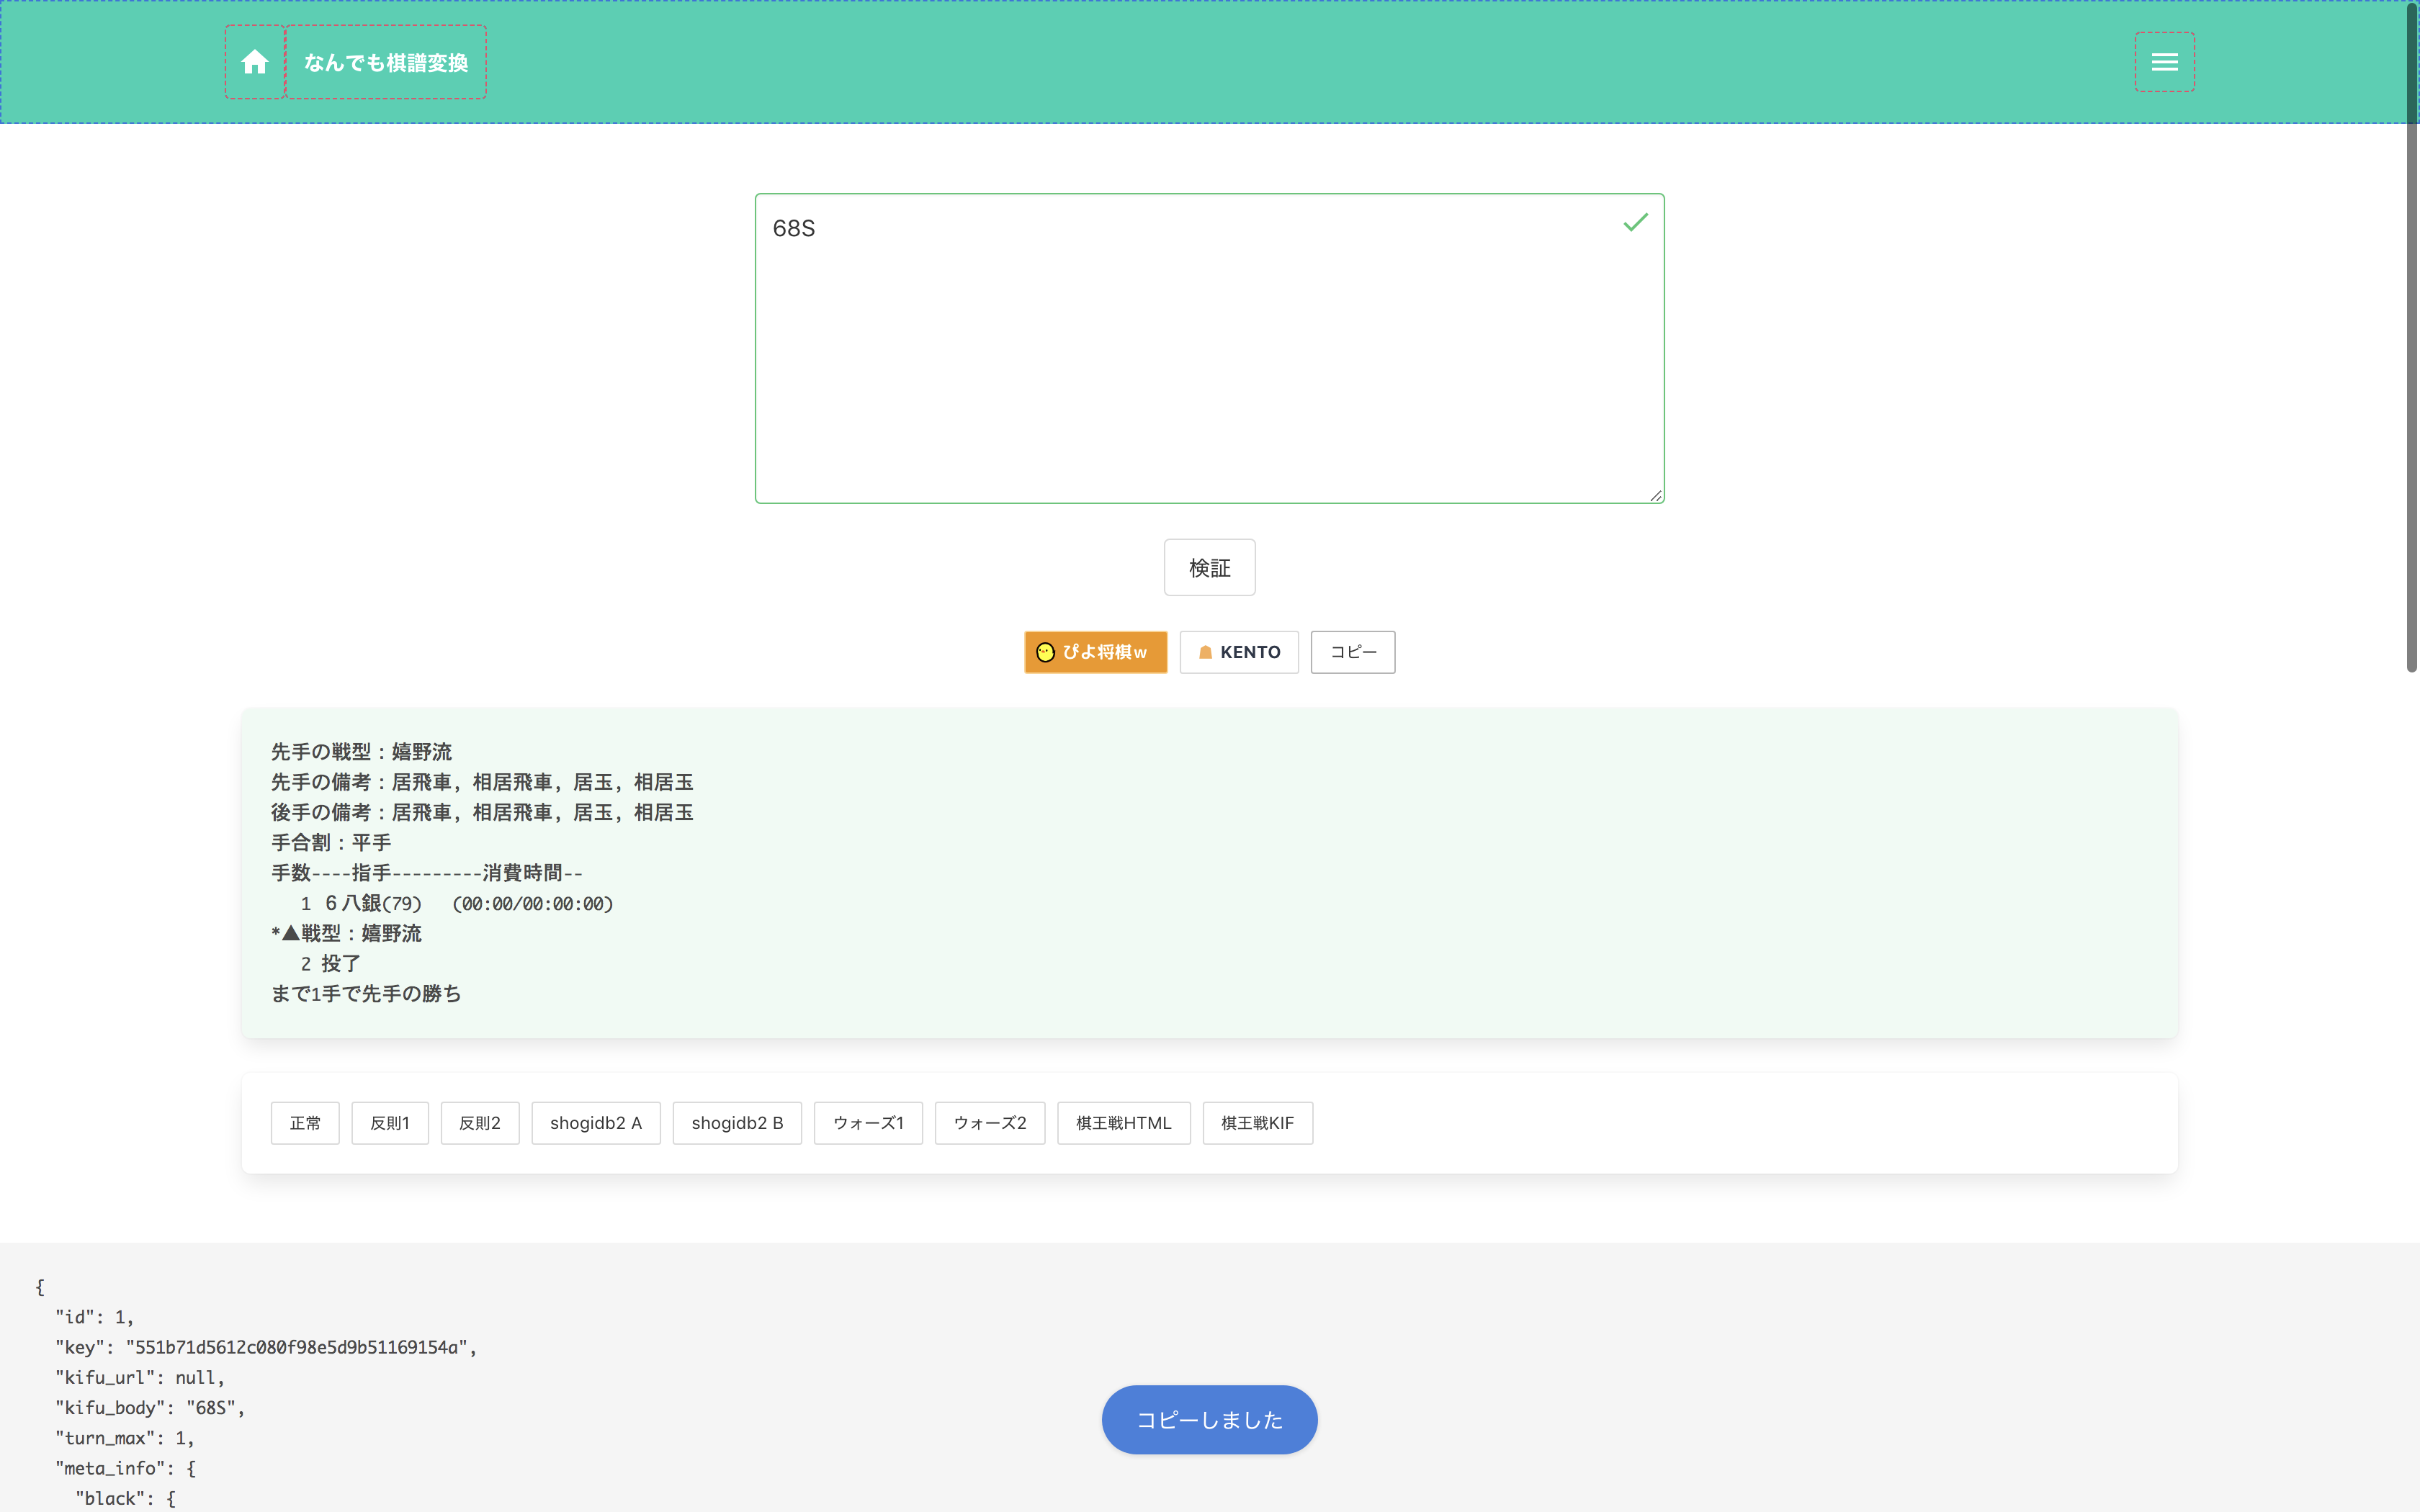 なんでも棋譜変換
68S
検証
ぴよ将棋w KENTO コピー
先手の戦型：嬉野流
先手の備考：居飛車, 相居飛車, 居玉, 相居玉
後手の備考：居飛車, 相居飛車, 居玉, 相居玉
手合割：平手
手数----指手---------消費時間--
   1 ６八銀(79)   (00:00/00:00:00)
*▲戦型：嬉野流
   2 投了
まで1手で先手の勝ち
正常 反則1 反則2 shogidb2 A shogidb2 B ウォーズ1 ウォーズ2 棋王戦HTML 棋王戦KIF
{
  "id": 1,
  "key": "551b71d5612c080f98e5d9b51169154a",
  "kifu_url": null,
  "kifu_body": "68S",
  "turn_max": 1,
  "meta_info": {
    "black": {
コピーしました